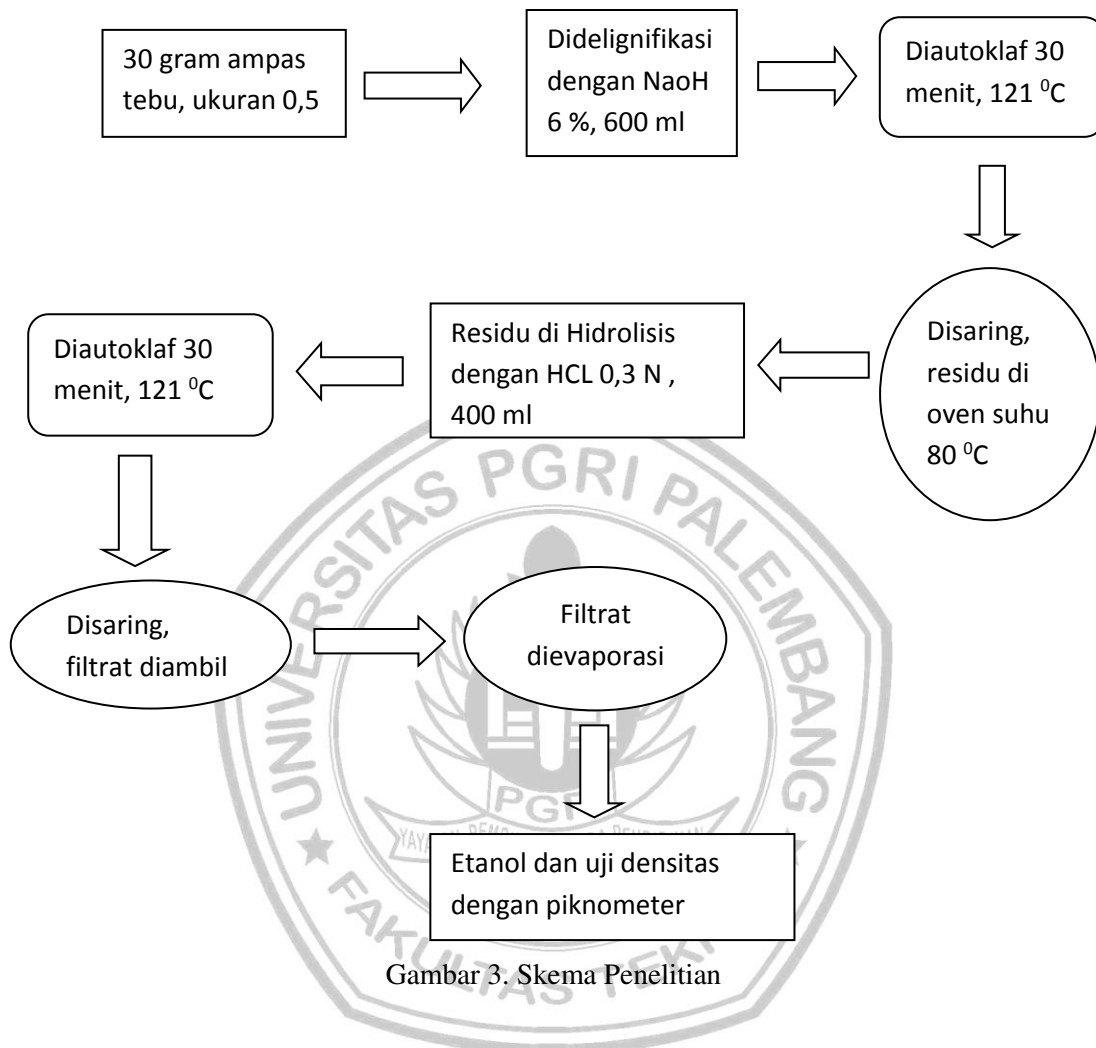 30 gram ampas
tebu, ukuran 0,5
Didelignifikasi
dengan NaoH
6 %, 600 ml
Diautoklaf 30
menit, 121 ⁰C
Disaring,
residu di
oven suhu
80 ⁰C
Residu di Hidrolisis
dengan HCL 0,3 N ,
400 ml
Diautoklaf 30
menit, 121 ⁰C
Disaring,
filtrat diambil
Filtrat
dievaporasi
Etanol dan uji densitas
dengan piknometer
Gambar 3. Skema Penelitian
UNIVERSITAS PGRI PALEMBANG
PGRI
FAKULTAS